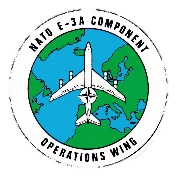 NATO E-3A COMPONENT
OPERATIONS WING